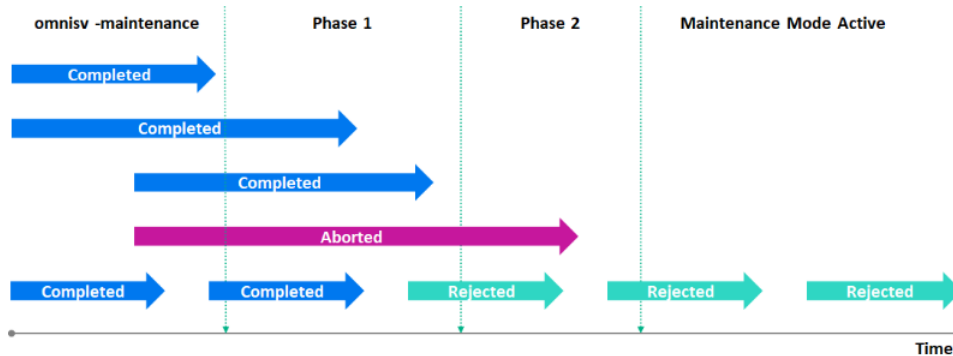 omnisv -maintenance Phase 1 Phase 2 Maintenance Mode Active
Completed
Completed
Completed
Aborted
Completed Completed Rejected Rejected Rejected
Time